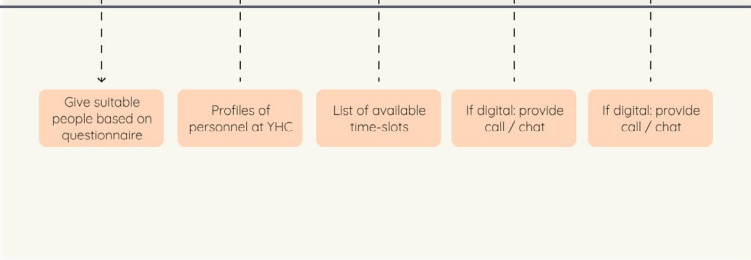 Give suitable
people based on
questionnaire
Profiles of
personnel at YHC
List of available
time-slots
If digital: provide
call / chat
If digital: provide
call / chat